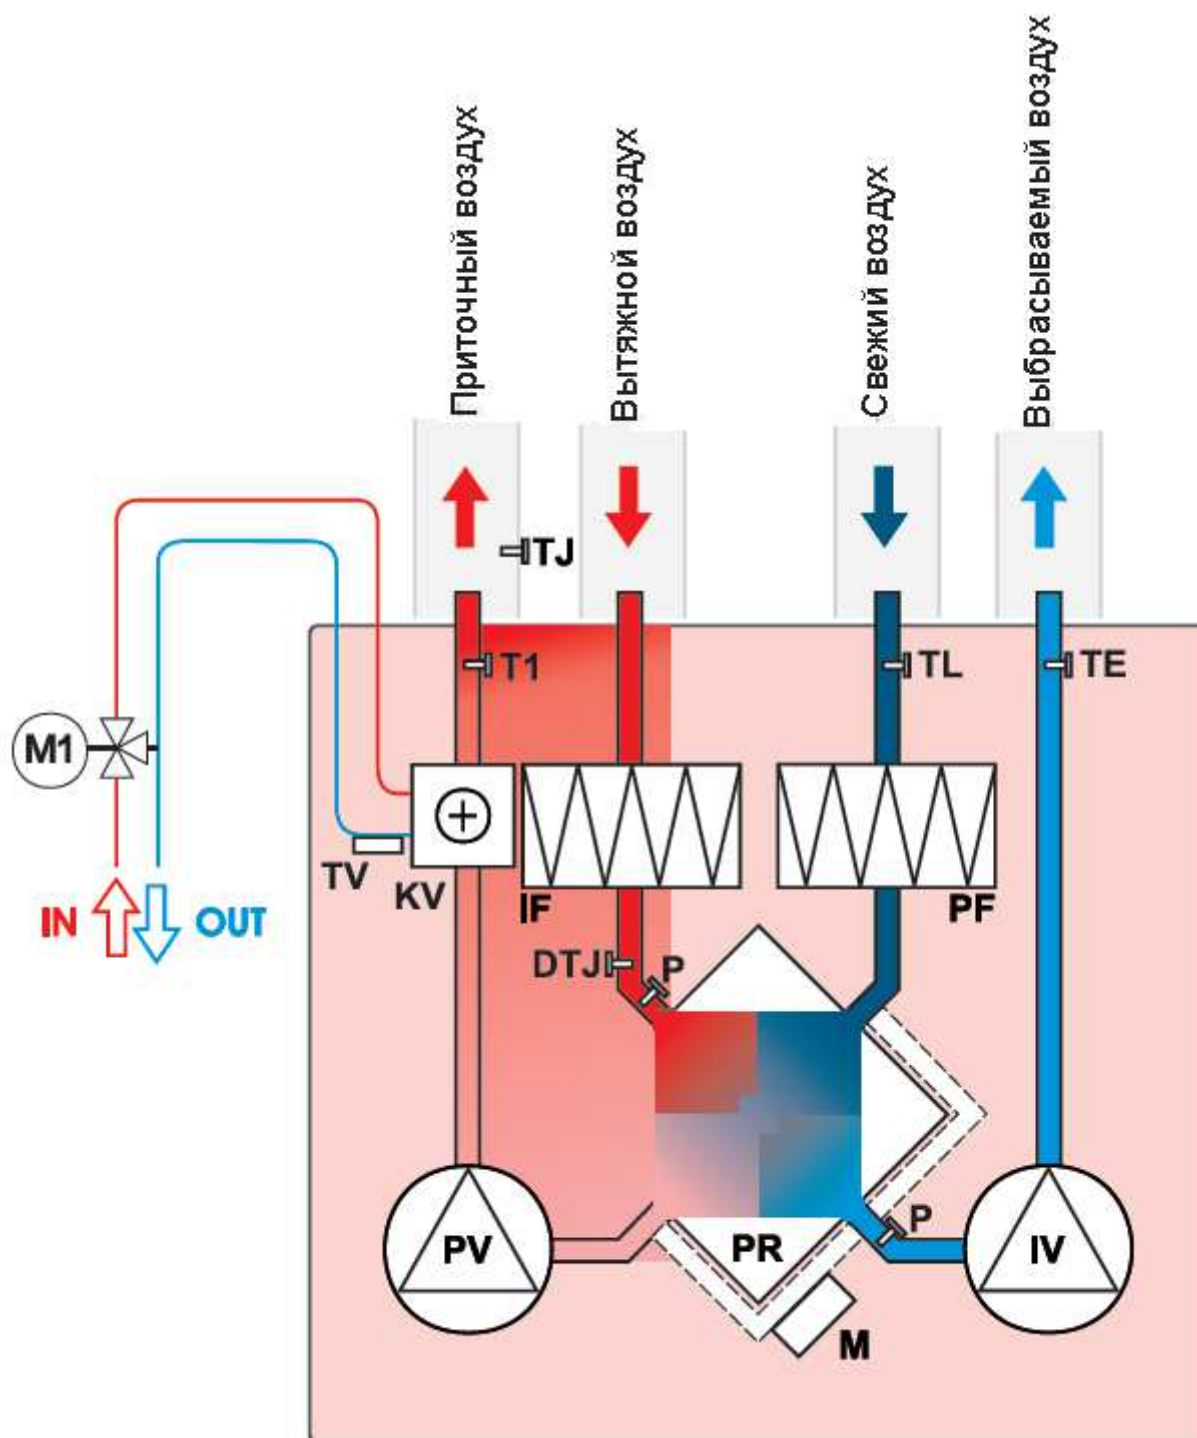 Приточный воздух
Вытяжной воздух
Свежий воздух
Выбрасываемый воздух
TJ
T1
TL
TE
M1
TV
KV
IF
PF
IN
OUT
DTJ
P
P
PV
PR
IV
M